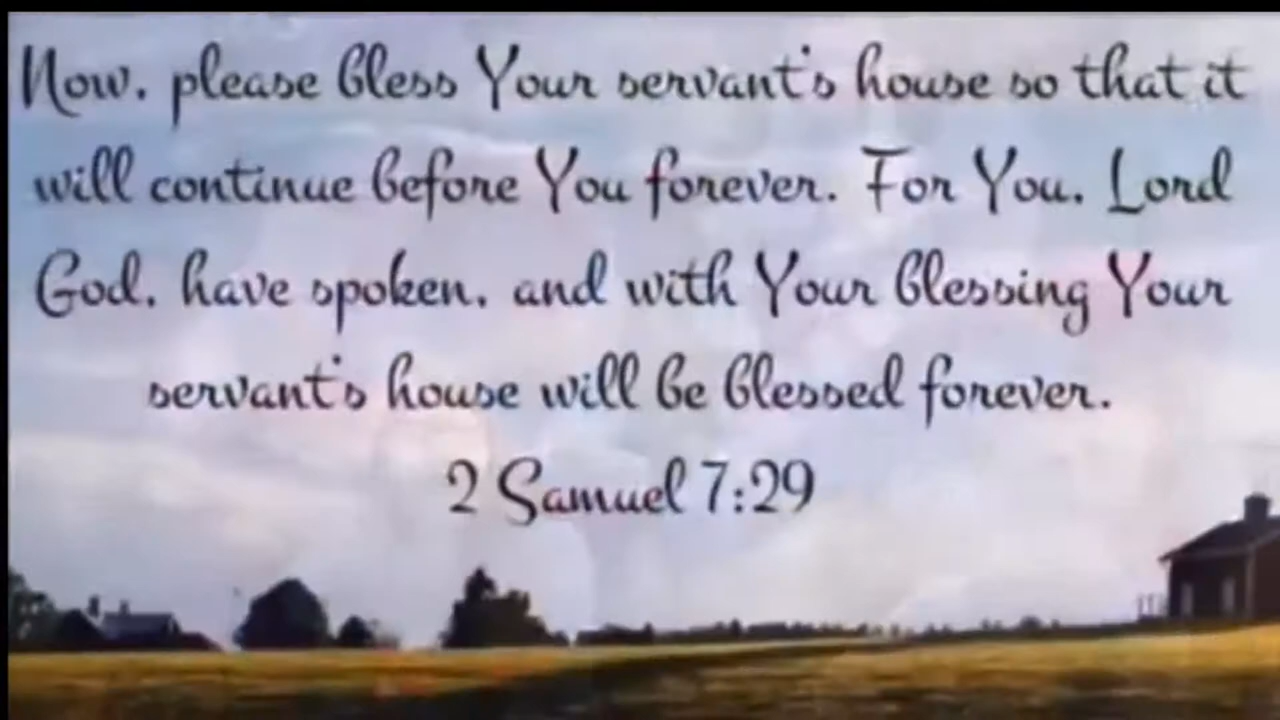 Now, please bless Your servant's house so that it
will continue before You forever. For You, Lord
God, have spoken, and with Your blessing Your
servant's house will be blessed forever.
2 Samuel 7:29